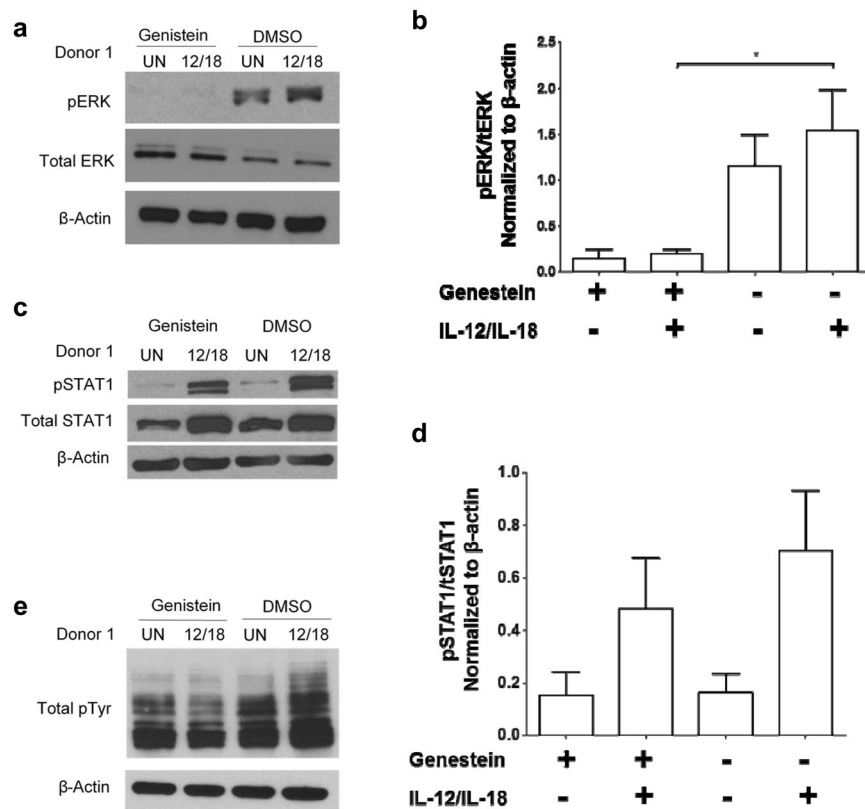 a
Genistein DMSO
Donor 1
UN 12/18 UN 12/18
pERK
Total ERK
β-Actin
b
2.5
2.0
1.5
1.0
0.5
0.0
pERK/tERK
Normalized to β-actin
*
Genestein + + - -
IL-12/IL-18 - + - +
c
Genistein DMSO
Donor 1 UN 12/18 UN 12/18
pSTAT1
Total STAT1
β-Actin
d
1.0
0.8
0.6
0.4
0.2
0.0
pSTAT1/tSTAT1
Normalized to β-actin
Genestein + + - -
IL-12/IL-18 - + - +
e
Genistein DMSO
Donor 1 UN 12/18 UN 12/18
Total pTyr
β-Actin